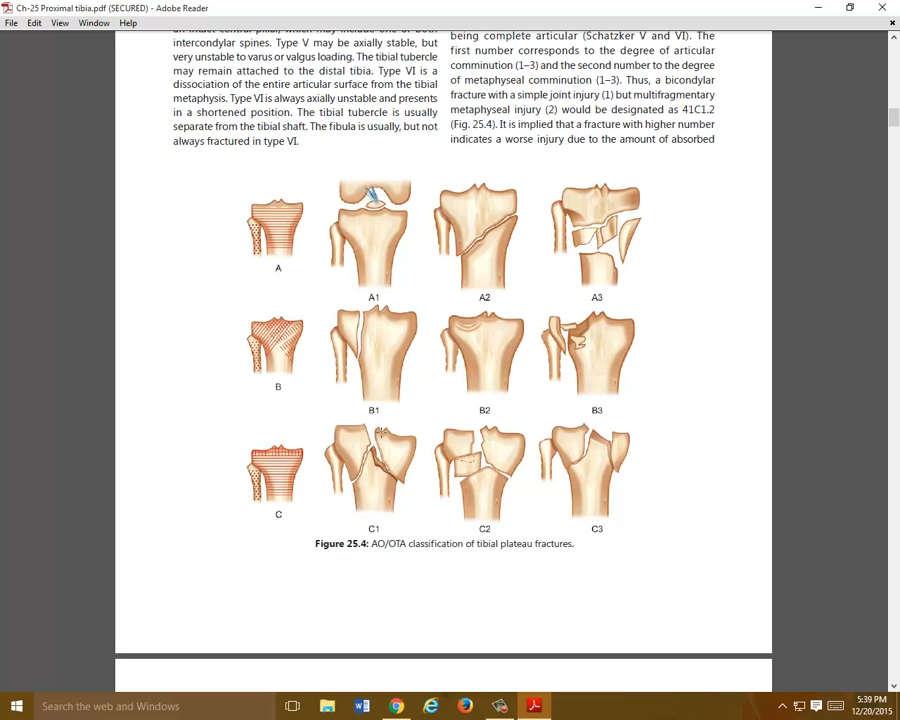 Ch-25 Proximal tibia.pdf (SECURED) - Adobe Reader
File Edit View Window Help
intercondylar spines. Type V may be axially stable, but
very unstable to varus or valgus loading. The tibial tubercle
may remain attached to the distal tibia. Type VI is a
dissociation of the entire articular surface from the tibial
metaphysis. Type VI is always axially unstable and presents
in a shortened position. The tibial tubercle is usually
separate from the tibial shaft. The fibula is usually, but not
always fractured in type VI.
being complete articular (Schatzker V and VI). The
first number corresponds to the degree of articular
comminution (1–3) and the second number to the degree
of metaphyseal comminution (1–3). Thus, a bicondylar
fracture with a simple joint injury (1) but multifragmentary
metaphyseal injury (2) would be designated as 41C1.2
(Fig. 25.4). It is implied that a fracture with higher number
indicates a worse injury due to the amount of absorbed
A
A1
A2
A3
B
B1
B2
B3
C
C1
C2
C3
Figure 25.4: AO/OTA classification of tibial plateau fractures.
Search the web and Windows
5:39 PM
12/20/2015